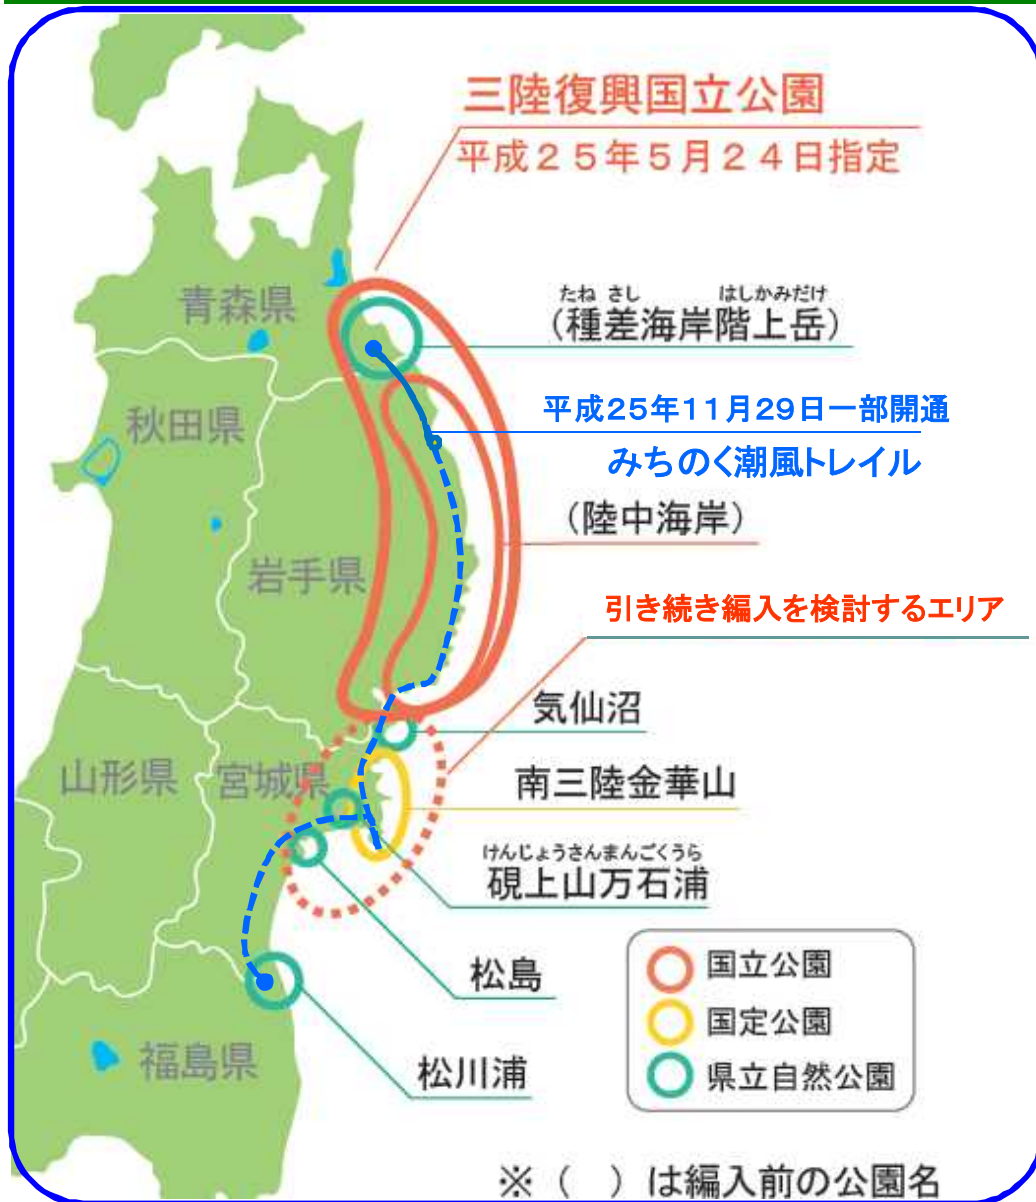 三陸復興国立公園
平成25年5月24日指定
青森県
たね さし はしかみだけ
(種差海岸階上岳)
秋田県
平成25年11月29日一部開通
みちのく潮風トレイル
(陸中海岸)
岩手県
引き続き編入を検討するエリア
気仙沼
山形県
宮城県
南三陸金華山
けんじょうさんまんごくうら
硯上山万石浦
松島
国立公園
国定公園
県立自然公園
福島県
松川浦
※( )は編入前の公園名